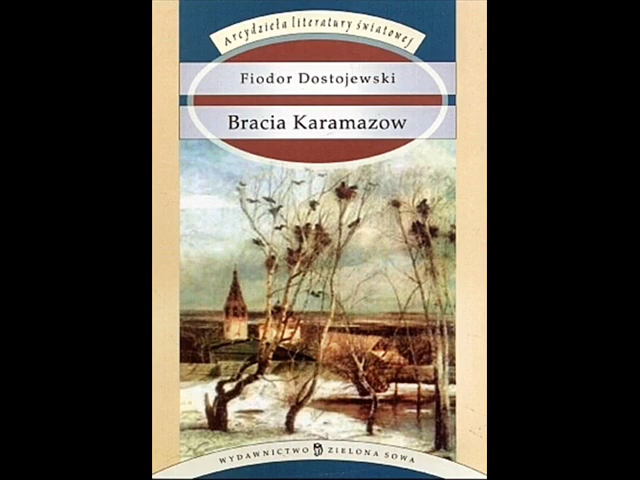 Arcydzieła literatury światowej
Fiodor Dostojewski
Bracia Karamazow
WYDAWNICTWO ZIELONA SOWA